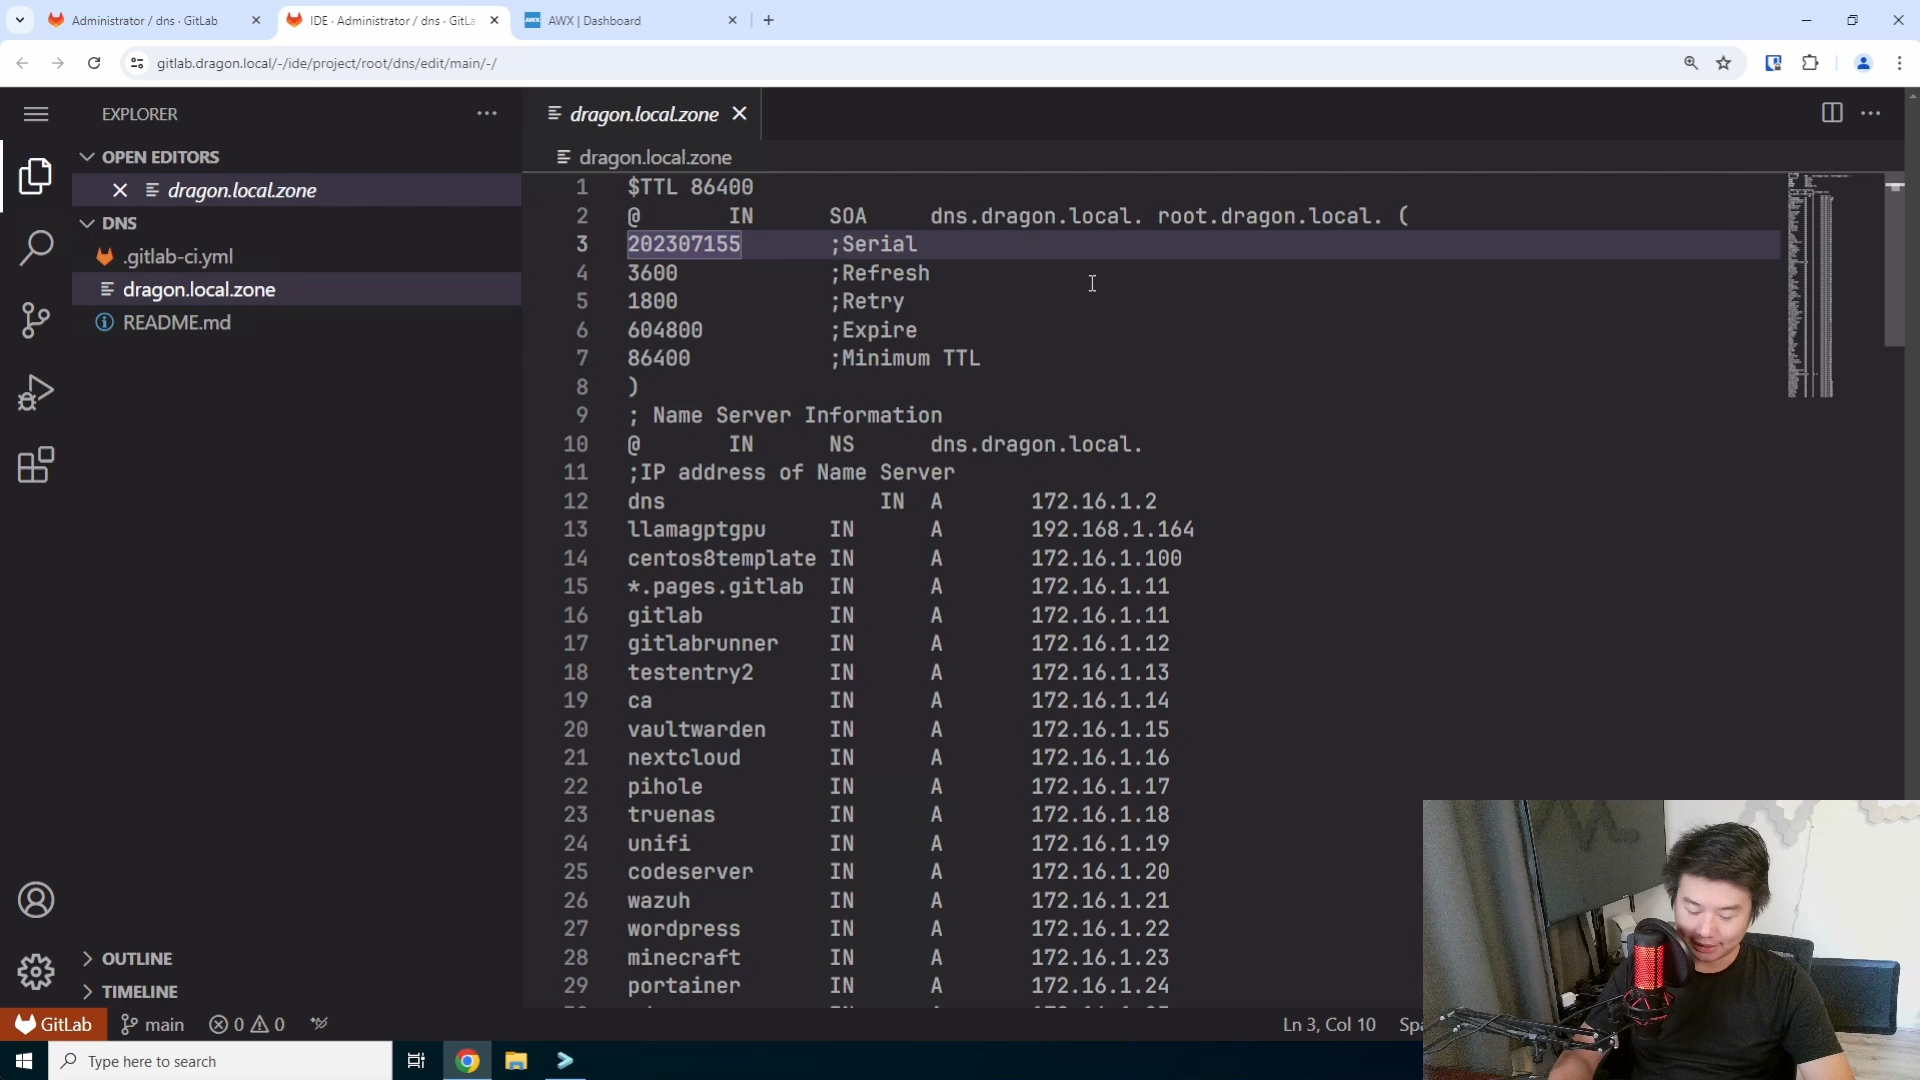 Administrator / dns · GitLab
IDE · Administrator / dns · GitLa
AWX | Dashboard
gitlab.dragon.local/-/ide/project/root/dns/edit/main/-/
EXPLORER
OPEN EDITORS
dragon.local.zone
DNS
.gitlab-ci.yml
dragon.local.zone
README.md
OUTLINE
TIMELINE
dragon.local.zone
dragon.local.zone
1 $TTL 86400
2 @ IN SOA dns.dragon.local. root.dragon.local. (
3 202307155 ;Serial
4 3600 ;Refresh
5 1800 ;Retry
6 604800 ;Expire
7 86400 ;Minimum TTL
8 )
9 ; Name Server Information
10 @ IN NS dns.dragon.local.
11 ;IP address of Name Server
12 dns IN A 172.16.1.2
13 llamagptgpu IN A 192.168.1.164
14 centos8template IN A 172.16.1.100
15 *.pages.gitlab IN A 172.16.1.11
16 gitlab IN A 172.16.1.11
17 gitlabrunner IN A 172.16.1.12
18 testentry2 IN A 172.16.1.13
19 ca IN A 172.16.1.14
20 vaultwarden IN A 172.16.1.15
21 nextcloud IN A 172.16.1.16
22 pihole IN A 172.16.1.17
23 truenas IN A 172.16.1.18
24 unifi IN A 172.16.1.19
25 codeserver IN A 172.16.1.20
26 wazuh IN A 172.16.1.21
27 wordpress IN A 172.16.1.22
28 minecraft IN A 172.16.1.23
29 portainer IN A 172.16.1.24
GitLab main 0 0 Ln 3, Col 10 Spa
Type here to search